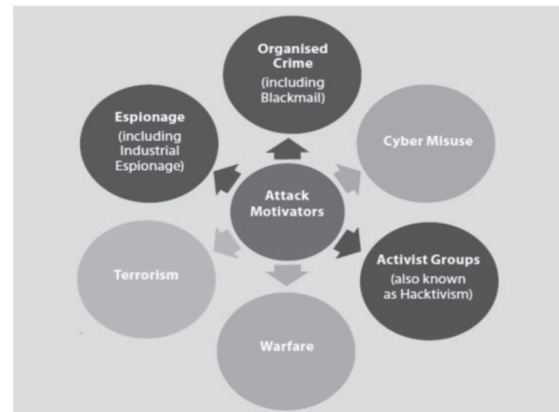 Organised
Crime
(including
Blackmail)
Espionage
(including
Industrial
Espionage)
Cyber Misuse
Attack
Motivators
Terrorism
Activist Groups
(also known
as Hacktivism)
Warfare